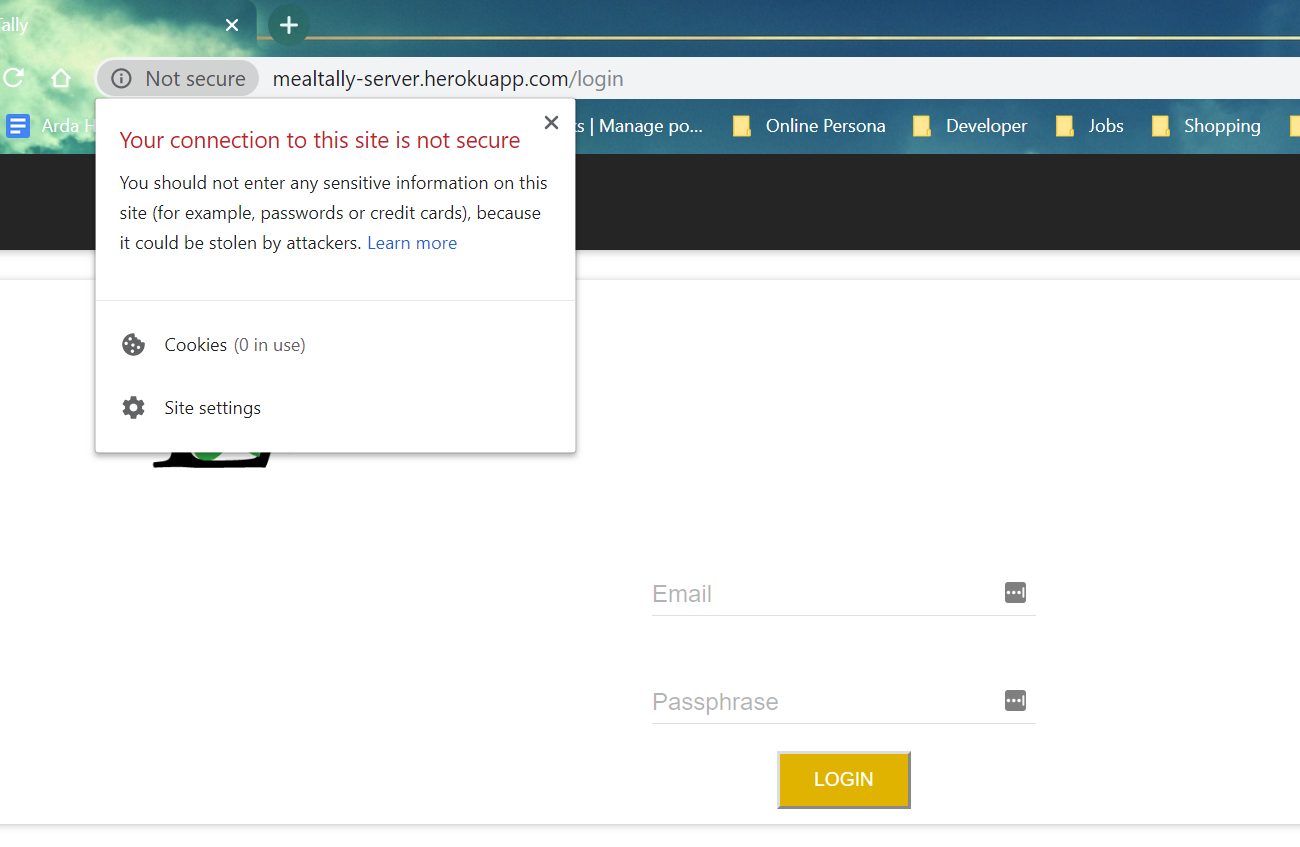 ally
Not secure
mealtally-server.herokuapp.com/login
Arda
| Manage po...
Online Persona
Developer
Jobs
Shopping
Your connection to this site is not secure
You should not enter any sensitive information on this
site (for example, passwords or credit cards), because
it could be stolen by attackers. Learn more
Cookies (0 in use)
Site settings
Email
Passphrase
LOGIN